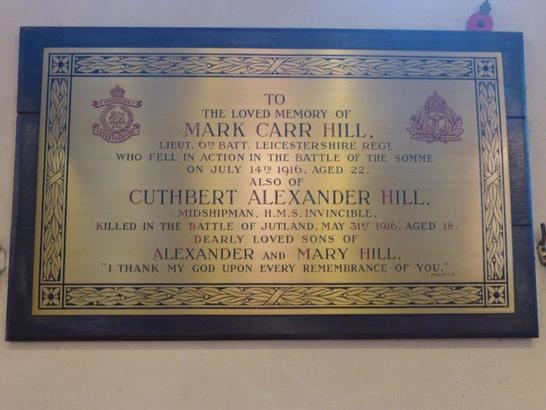 TO
THE LOVED MEMORY OF
MARK CARR HILL,
LIEUT, 6TH BATT. LEICESTERSHIRE REGT.
WHO FELL IN ACTION IN THE BATTLE OF THE SOMME
ON JULY 14TH 1916, AGED 22.
ALSO OF
CUTHBERT ALEXANDER HILL,
MIDSHIPMAN, H.M.S. INVINCIBLE,
KILLED IN THE BATTLE OF JUTLAND, MAY 31ST 1916, AGED 18.
DEARLY LOVED SONS OF
ALEXANDER AND MARY HILL.
"I THANK MY GOD UPON EVERY REMEMBRANCE OF YOU."